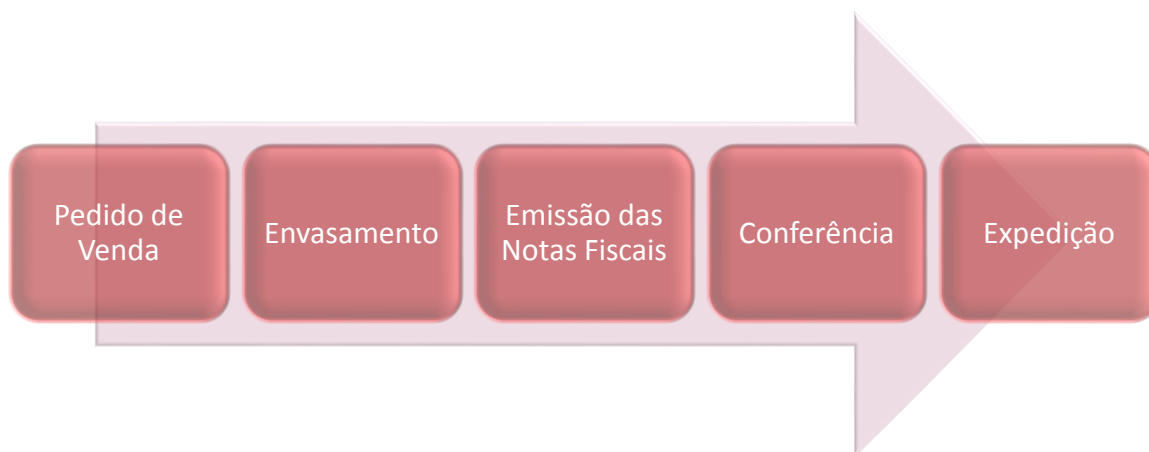 Pedido de
Venda
Envasamento
Emissão das
Notas Fiscais
Conferência
Expedição